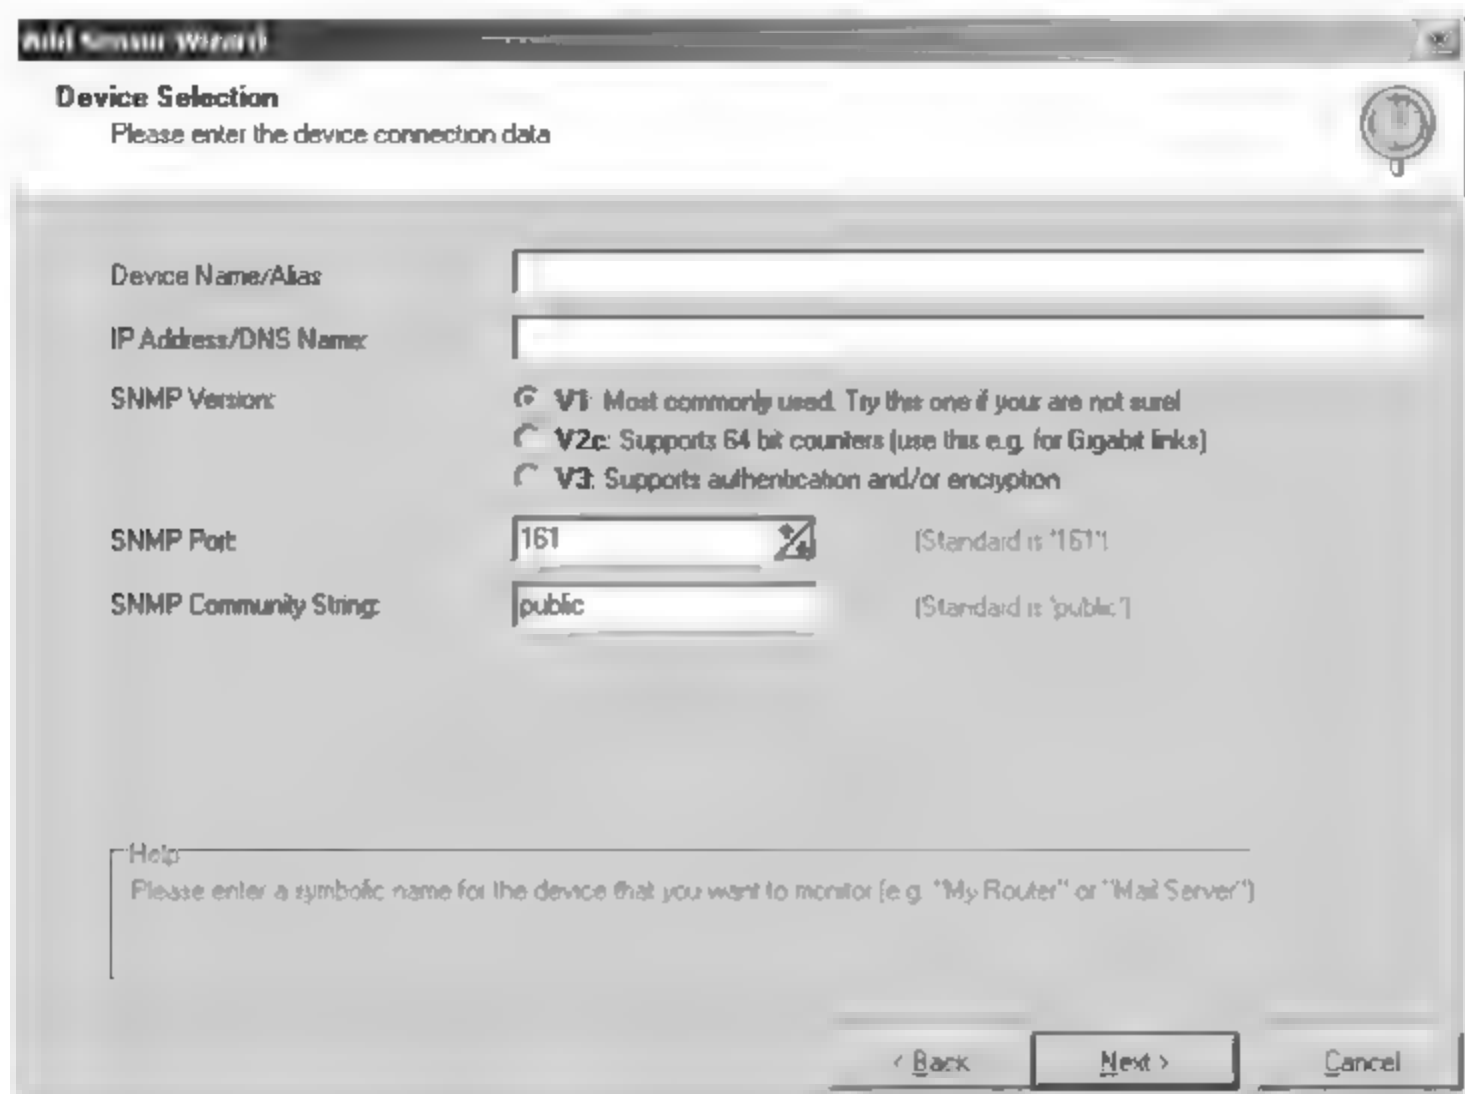 Add Sensor Wizard
Device Selection
Please enter the device connection data
Device Name/Alias
IP Address/DNS Name:
SNMP Version:
V1: Most commonly used. Try this one if your are not sure!
V2c: Supports 64 bit counters (use this e.g. for Gigabit links)
V3: Supports authentication and/or encryption
SNMP Port: 161 (Standard is "161")
SNMP Community String: public (Standard is "public")
Help
Please enter a symbolic name for the device that you want to monitor (e.g. "My Router" or "Mail Server")
< Back Next > Cancel